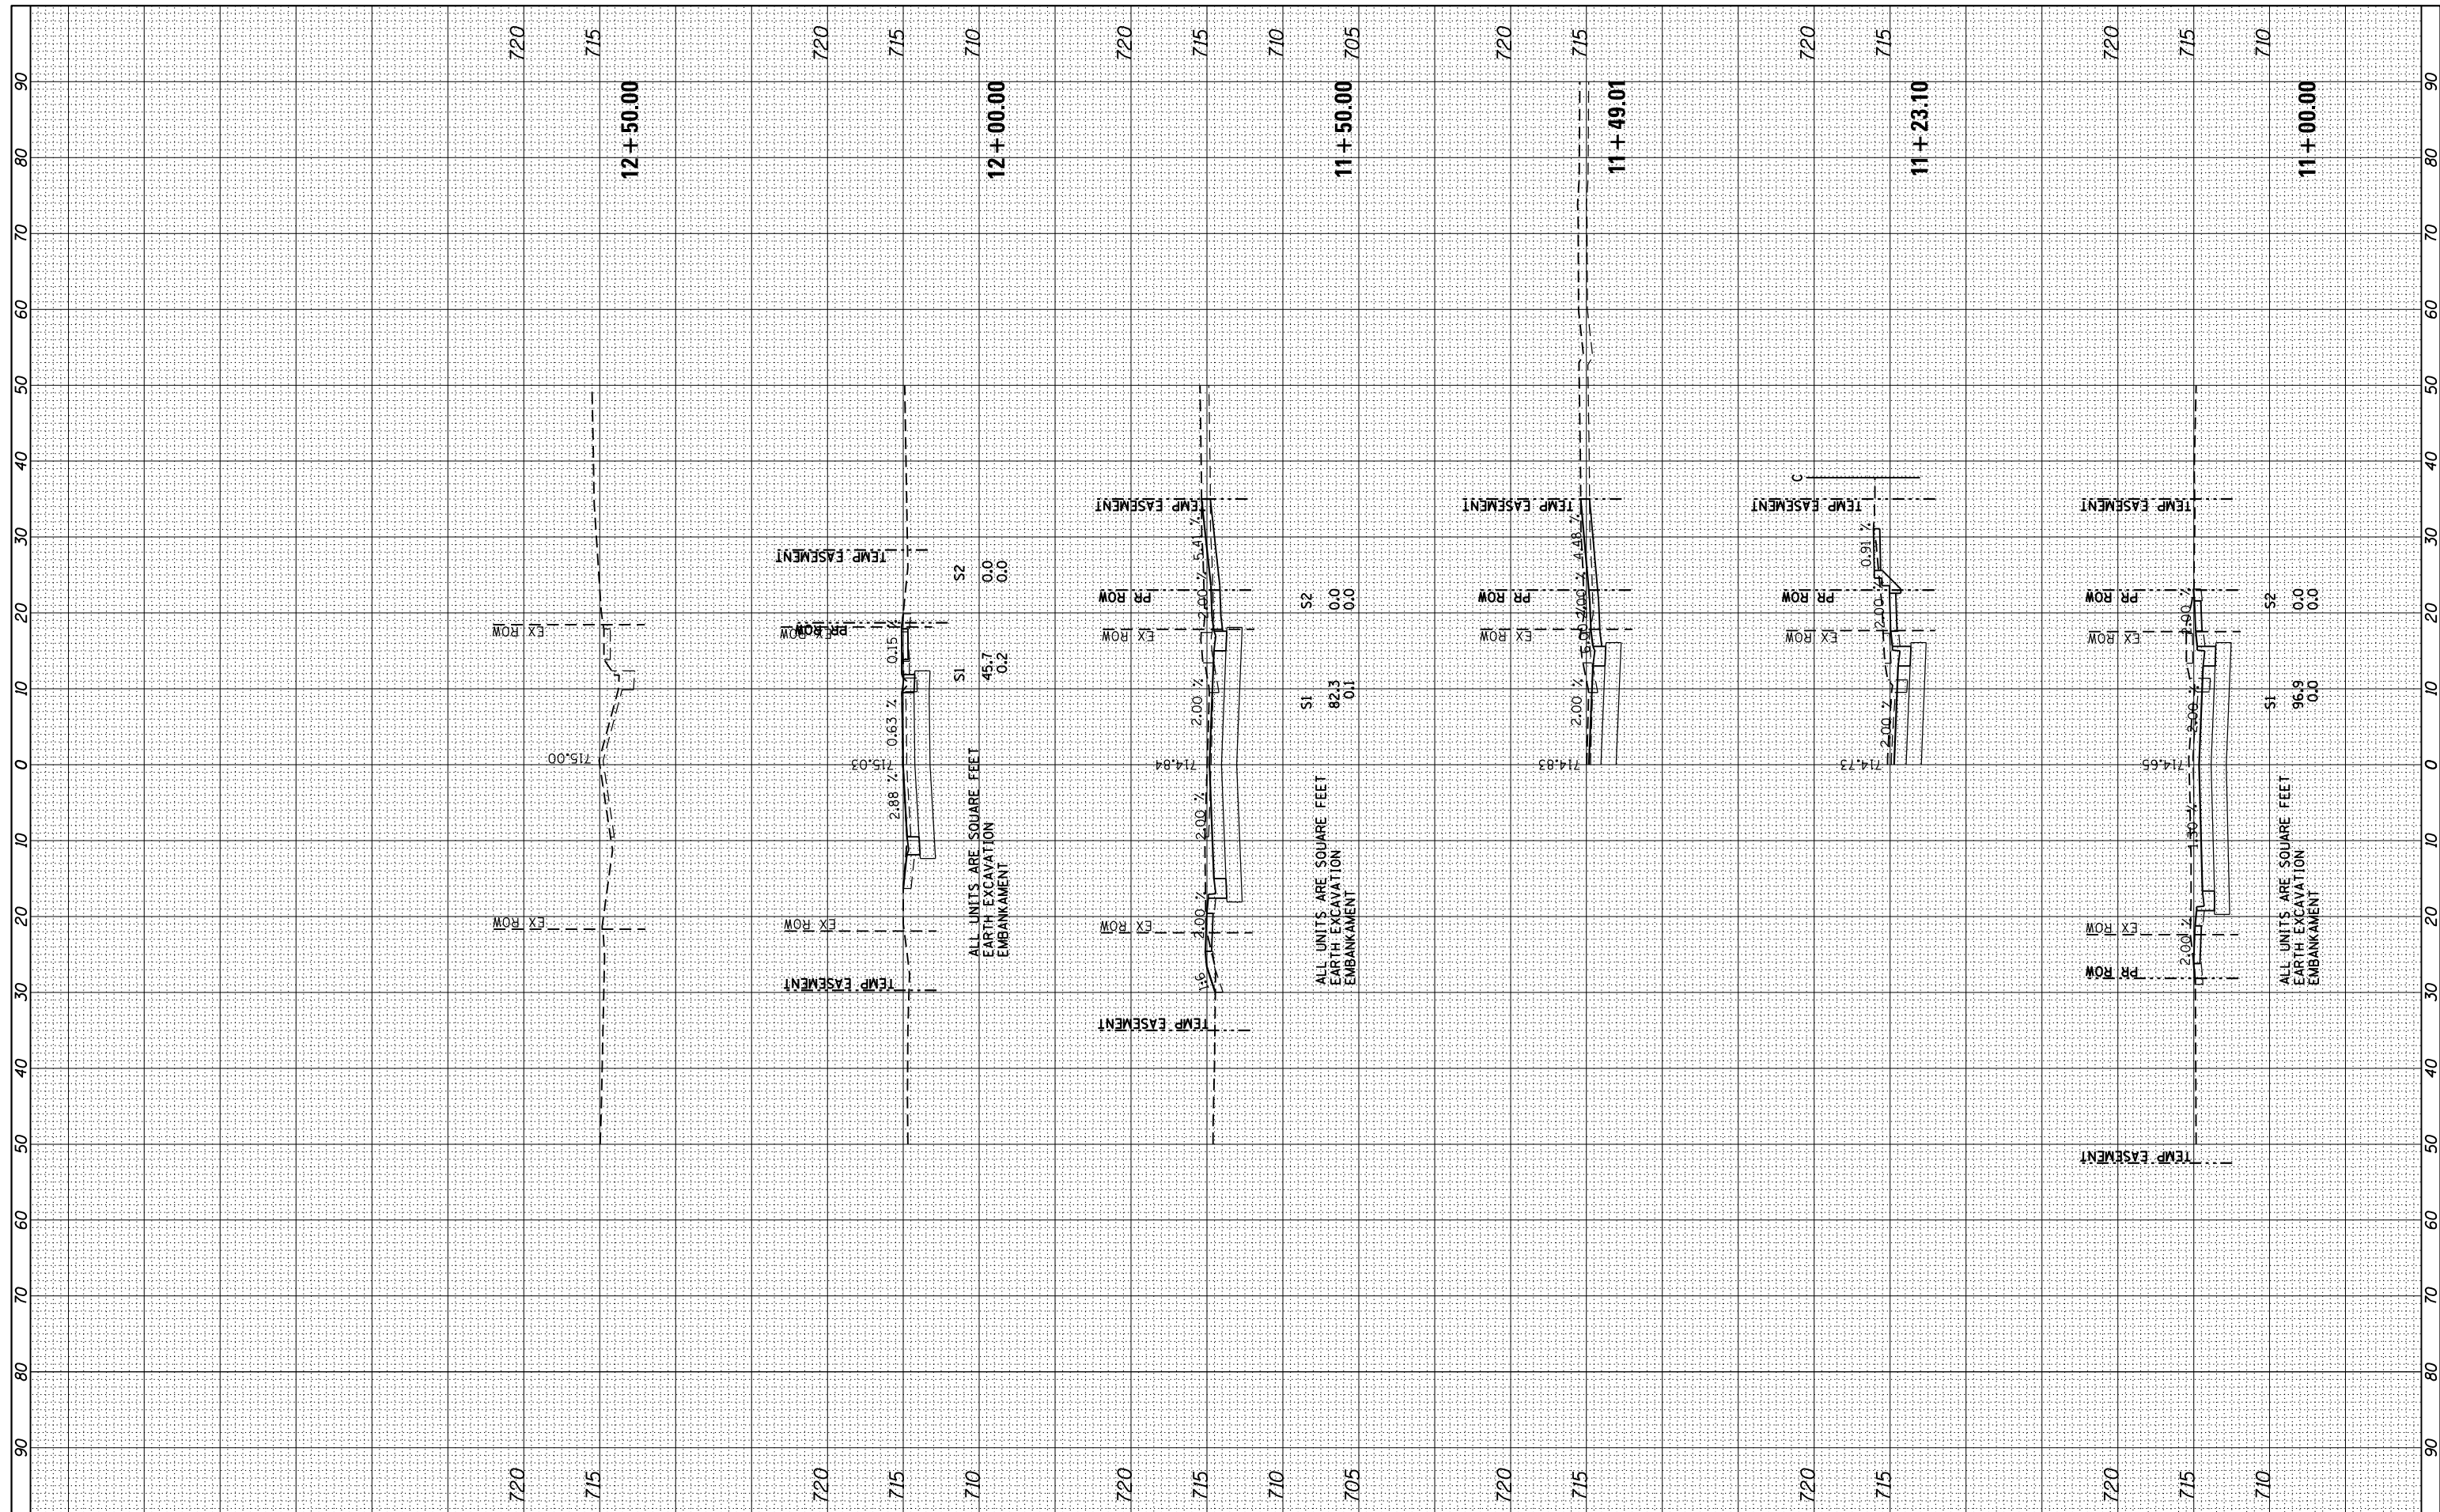 90 80 70 60 50 40 30 20 10 0 10 20 30 40 50 60 70 80 90
720 720
715 715
EX ROW
EX ROW
715.00
12+50.00
720 720
715 715
710 710
TEMP EASEMENT
EX ROW
EX ROW
PR ROW
TEMP EASEMENT
2.88 %
0.63 %
0.15 %
715.03
S1 S2
ALL UNITS ARE SQUARE FEET
EARTH EXCAVATION 45.7 0.0
EMBANKAMENT 0.2 0.0
12+00.00
720 720
715 715
710 710
705 705
TEMP EASEMENT
EX ROW
EX ROW
PR ROW
TEMP EASEMENT
1:6
2.00 %
2.00 %
2.00 %
2.00 %
5.41 %
714.84
S1 S2
ALL UNITS ARE SQUARE FEET
EARTH EXCAVATION 82.3 0.0
EMBANKAMENT 0.1 0.0
11+50.00
720 720
715 715
EX ROW
PR ROW
TEMP EASEMENT
2.00 %
4.48 %
714.83
11+49.01
720 720
715 715
EX ROW
PR ROW
TEMP EASEMENT
C
2.00 %
2.00 %
0.91 %
714.73
11+23.10
720 720
715 715
710 710
TEMP EASEMENT
PR ROW
EX ROW
EX ROW
PR ROW
TEMP EASEMENT
2.00 %
1.30 %
2.00 %
2.00 %
714.65
S1 S2
ALL UNITS ARE SQUARE FEET
EARTH EXCAVATION 96.9 0.0
EMBANKAMENT 0.0 0.0
11+00.00
90 80 70 60 50 40 30 20 10 0 10 20 30 40 50 60 70 80 90